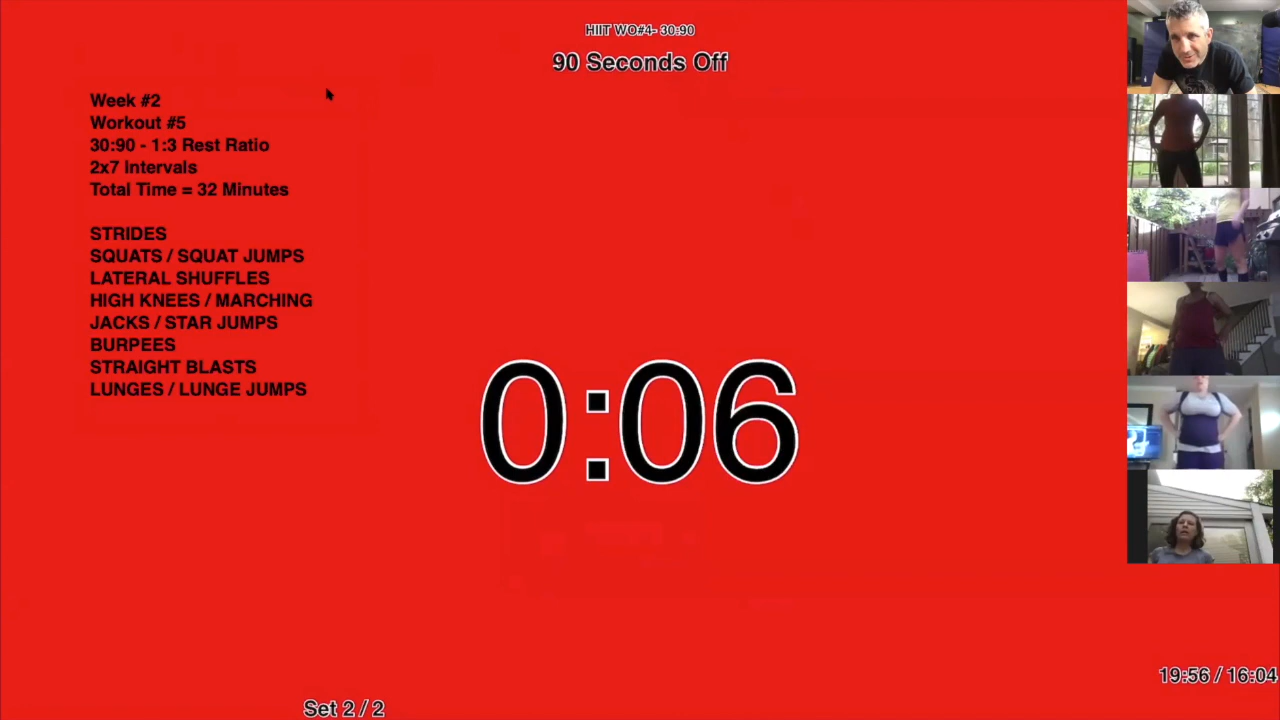 HIIT WO#4- 30:90
90 Seconds Off
Week #2
Workout #5
30:90 - 1:3 Rest Ratio
2x7 Intervals
Total Time = 32 Minutes
STRIDES
SQUATS / SQUAT JUMPS
LATERAL SHUFFLES
HIGH KNEES / MARCHING
JACKS / STAR JUMPS
BURPEES
STRAIGHT BLASTS
LUNGES / LUNGE JUMPS
0:06
19:56 / 16:04
Set 2 / 2